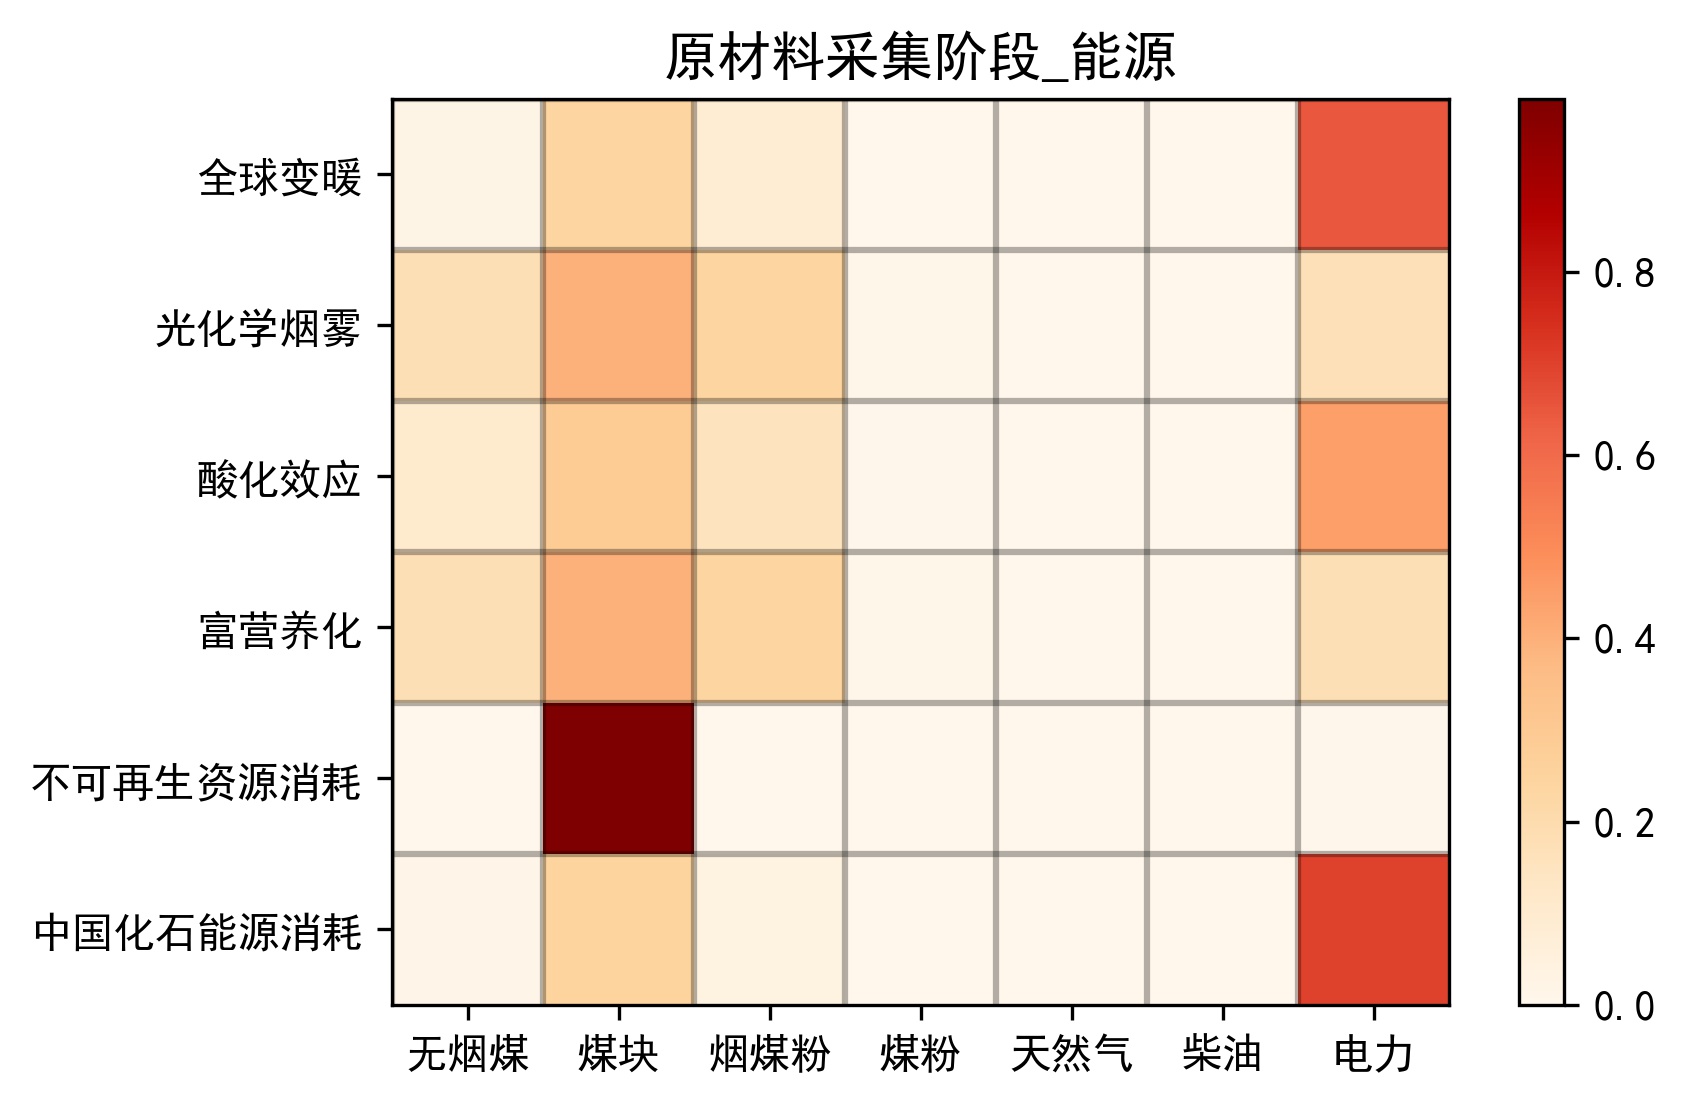 原材料采集阶段_能源
全球变暖
光化学烟雾
酸化效应
富营养化
不可再生资源消耗
中国化石能源消耗
无烟煤 煤块 烟煤粉 煤粉 天然气 柴油 电力
0.8
0.6
0.4
0.2
0.0